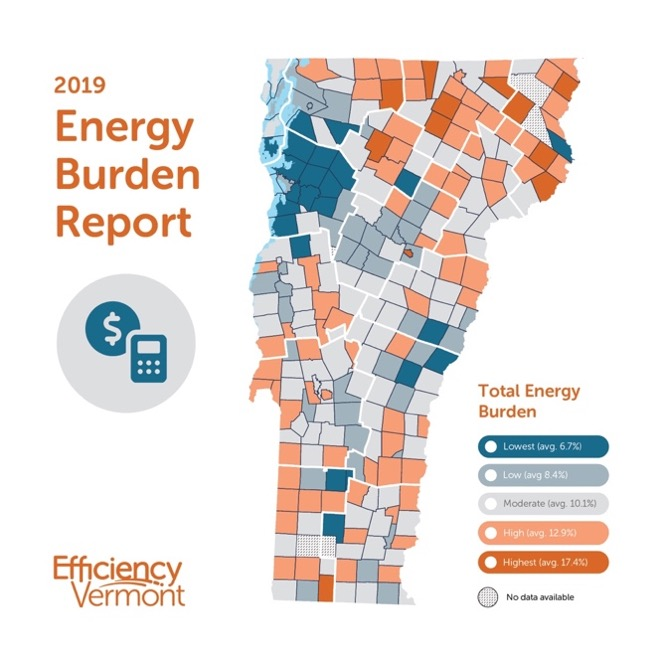 2019
Energy
Burden
Report
$
Total Energy
Burden
Lowest (avg. 6.7%)
Low (avg 8.4%)
Moderate (avg. 10.1%)
High (avg. 12.9%)
Highest (avg. 17.4%)
No data available
Efficiency
Vermont